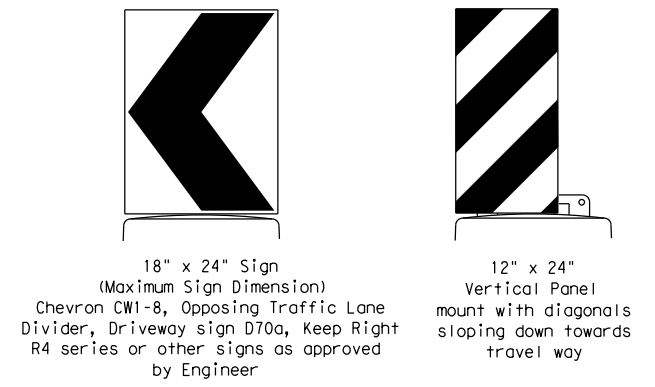 18" x 24" Sign
(Maximum Sign Dimension)
Chevron CW1-8, Opposing Traffic Lane
Divider, Driveway sign D70a, Keep Right
R4 series or other signs as approved
by Engineer
12" x 24"
Vertical Panel
mount with diagonals
sloping down towards
travel way